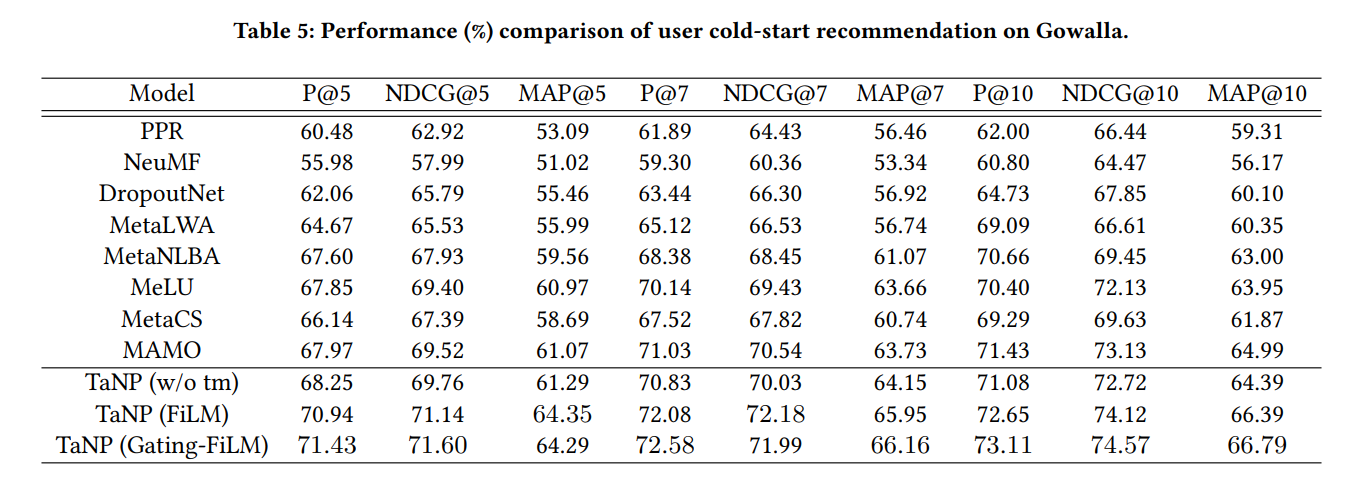 Table 5: Performance (%) comparison of user cold-start recommendation on Gowalla.
Model P@5 NDCG@5 MAP@5 P@7 NDCG@7 MAP@7 P@10 NDCG@10 MAP@10
PPR 60.48 62.92 53.09 61.89 64.43 56.46 62.00 66.44 59.31
NeuMF 55.98 57.99 51.02 59.30 60.36 53.34 60.80 64.47 56.17
DropoutNet 62.06 65.79 55.46 63.44 66.30 56.92 64.73 67.85 60.10
MetaLWA 64.67 65.53 55.99 65.12 66.53 56.74 69.09 66.61 60.35
MetaNLBA 67.60 67.93 59.56 68.38 68.45 61.07 70.66 69.45 63.00
MeLU 67.85 69.40 60.97 70.14 69.43 63.66 70.40 72.13 63.95
MetaCS 66.14 67.39 58.69 67.52 67.82 60.74 69.29 69.63 61.87
MAMO 67.97 69.52 61.07 71.03 70.54 63.73 71.43 73.13 64.99
TaNP (w/o tm) 68.25 69.76 61.29 70.83 70.03 64.15 71.08 72.72 64.39
TaNP (FiLM) 70.94 71.14 64.35 72.08 72.18 65.95 72.65 74.12 66.39
TaNP (Gating-FiLM) 71.43 71.60 64.29 72.58 71.99 66.16 73.11 74.57 66.79